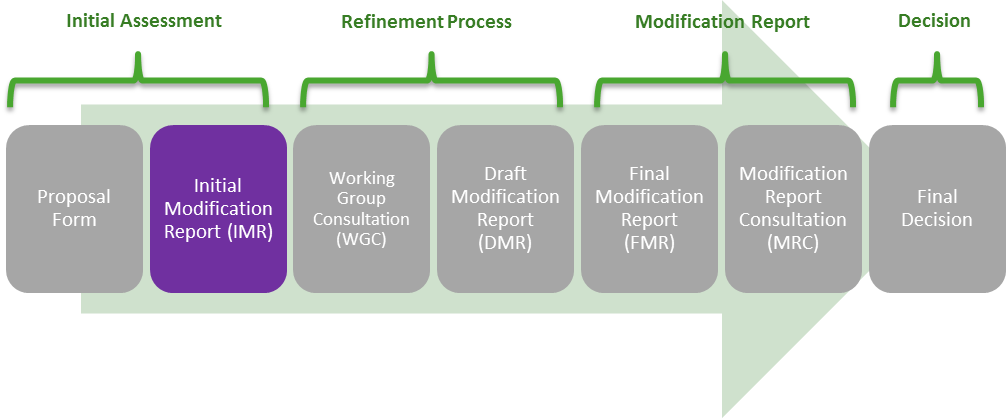 Initial Assessment
Refinement Process
Modification Report
Decision
Proposal
Form
Initial
Modification
Report (IMR)
Working
Group
Consultation
(WGC)
Draft
Modification
Report
(DMR)
Final
Modification
Report
(FMR)
Modification
Report
Consultation
(MRC)
Final
Decision